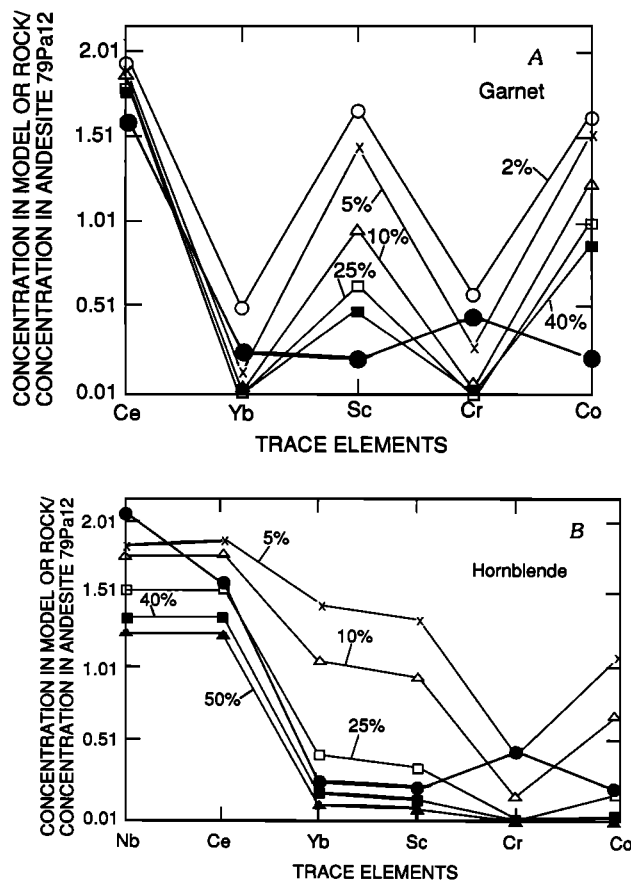 CONCENTRATION IN MODEL OR ROCK/
CONCENTRATION IN ANDESITE 79Pa12
2.01
1.51
1.01
0.51
0.01
A
Garnet
2%
5%
10%
25%
40%
Ce Yb Sc Cr Co
TRACE ELEMENTS
CONCENTRATION IN MODEL OR ROCK/
CONCENTRATION IN ANDESITE 79Pa12
2.01
1.51
1.01
0.51
0.01
B
Hornblende
5%
40%
10%
50%
25%
Nb Ce Yb Sc Cr Co
TRACE ELEMENTS